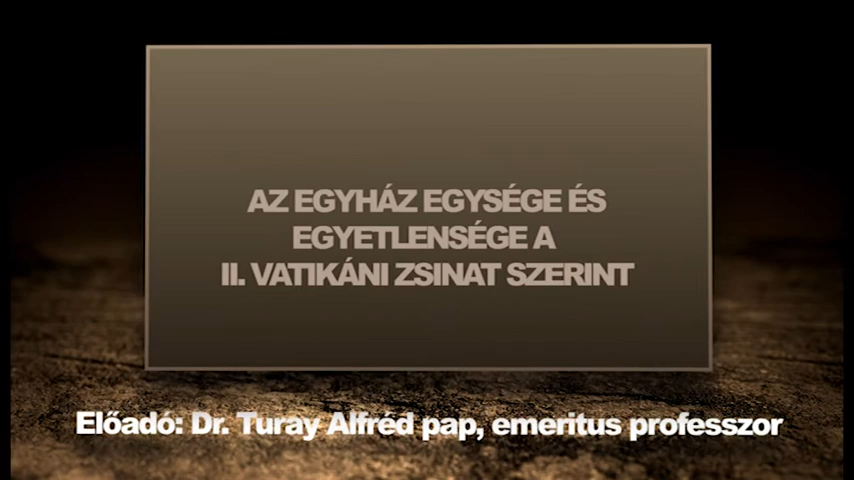 AZ EGYHÁZ EGYSÉGE ÉS
EGYETLENSÉGE A
II. VATIKÁNI ZSINAT SZERINT
Előadó: Dr. Turay Alfréd pap, emeritus professzor